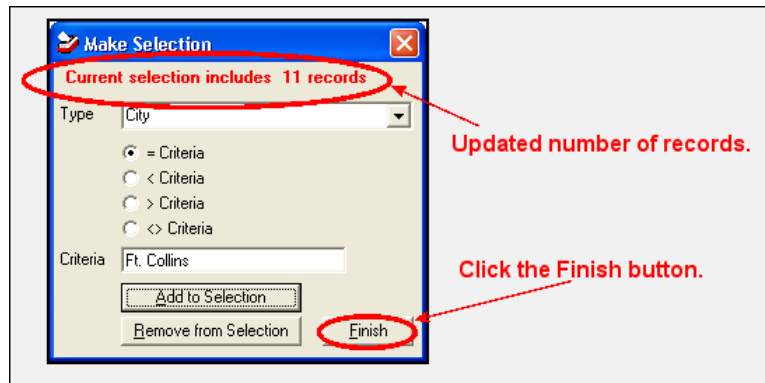 Make Selection
Current selection includes 11 records
Type City
Updated number of records.
= Criteria
< Criteria
> Criteria
<> Criteria
Criteria Ft. Collins
Click the Finish button.
Add to Selection
Remove from Selection Finish